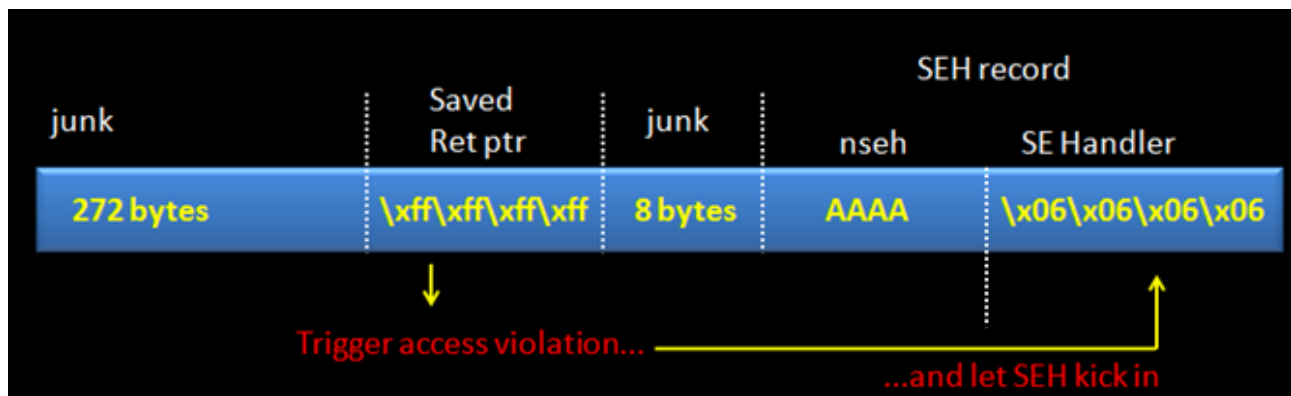 SEH record
junk
Saved
Ret ptr
junk
nseh
SE Handler
272 bytes
\xff\xff\xff\xff
8 bytes
AAAA
\x06\x06\x06\x06
Trigger access violation...
...and let SEH kick in